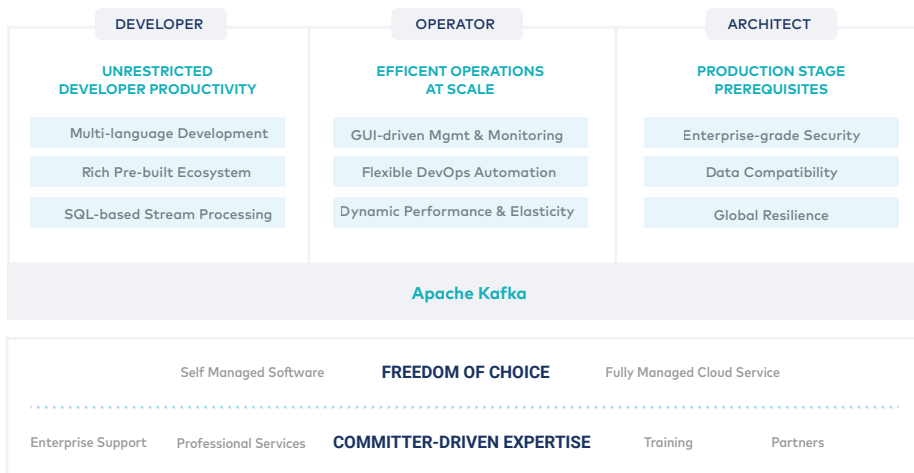 DEVELOPER
OPERATOR
ARCHITECT
UNRESTRICTED
DEVELOPER PRODUCTIVITY
EFFICENT OPERATIONS
AT SCALE
PRODUCTION STAGE
PREREQUISITES
Multi-language Development
GUI-driven Mgmt & Monitoring
Enterprise-grade Security
Rich Pre-built Ecosystem
Flexible DevOps Automation
Data Compatibility
SQL-based Stream Processing
Dynamic Performance & Elasticity
Global Resilience
Apache Kafka
Self Managed Software
FREEDOM OF CHOICE
Fully Managed Cloud Service
Enterprise Support
Professional Services
COMMITTER-DRIVEN EXPERTISE
Training
Partners